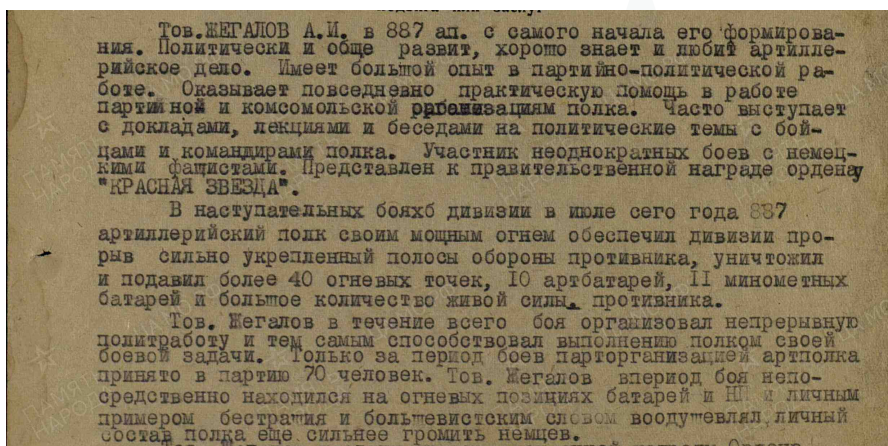 Тов.ЖЕГАЛОВ А.И. в 887 ап. с самого начала его формирова-
ния. Политически и обще развит, хорошо знает и любит артилле-
рийское дело. Имеет большой опыт в партийно-политической ра-
боте. Оказывает повседневно практическую помощь в работе
партийной и комсомольской организациям полка. Часто выступает
с докладами, лекциями и беседами на политические темы с бой-
цами и командирами полка. Участник неоднократных боев с немец-
кими фашистами. Представлен к правительственной награде ордену
"КРАСНАЯ ЗВЕЗДА".
В наступательных бояхб дивизии в июле сего года 887
артиллерийский полк своим мощным огнем обеспечил дивизии про-
рыв сильно укрепленный полосы обороны противника, уничтожил
и подавил более 40 огневых точек, 10 артбатарей, II минометных
батарей и большое количество живой силы. противника.
Тов. Жегалов в течение всего боя организовал непрерывную
политработу и тем самым способствовал выполнению полком своей
боевой задачи. Только за период боев парторганизацией артполка
принято в партию 70 человек. Тов. Жегалов впериод боя непо-
средственно находился на огневых позициях батарей и НП и личным
примером бестрашия и большевистским словом воодушевлял личный
состав полка еще сильнее громить немцев.